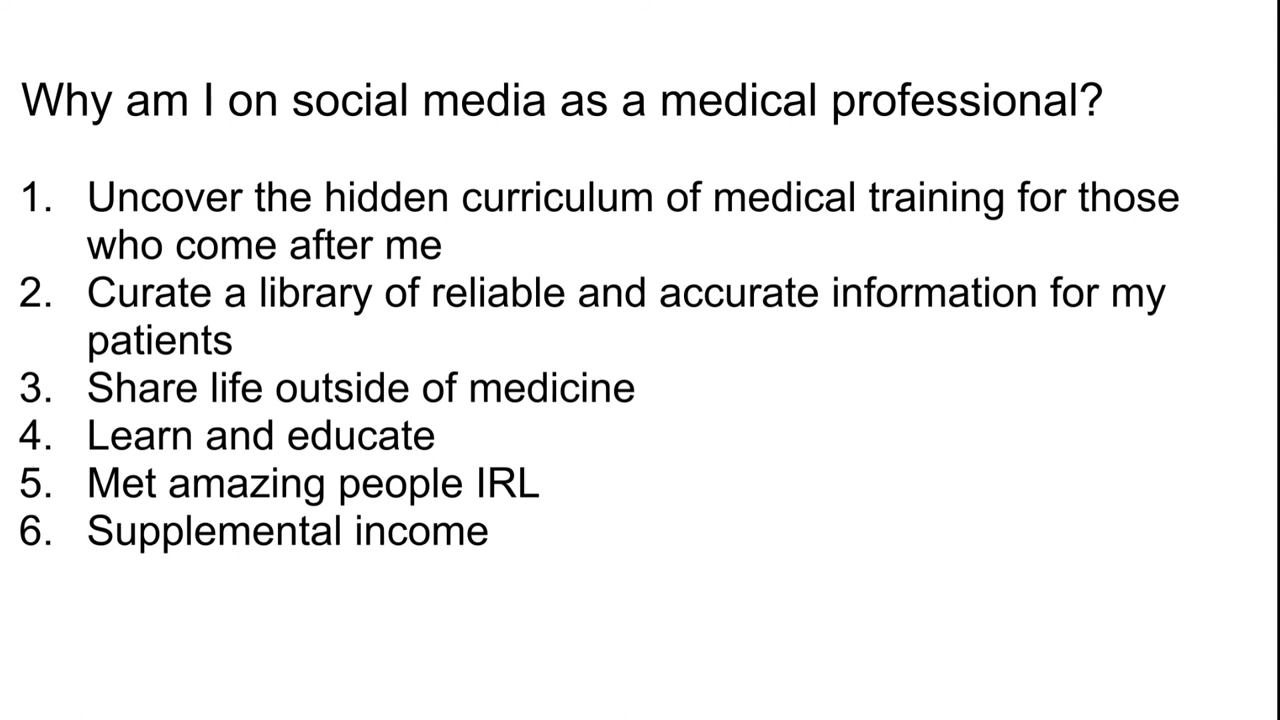 Why am I on social media as a medical professional?
1. Uncover the hidden curriculum of medical training for those
who come after me
2. Curate a library of reliable and accurate information for my
patients
3. Share life outside of medicine
4. Learn and educate
5. Met amazing people IRL
6. Supplemental income